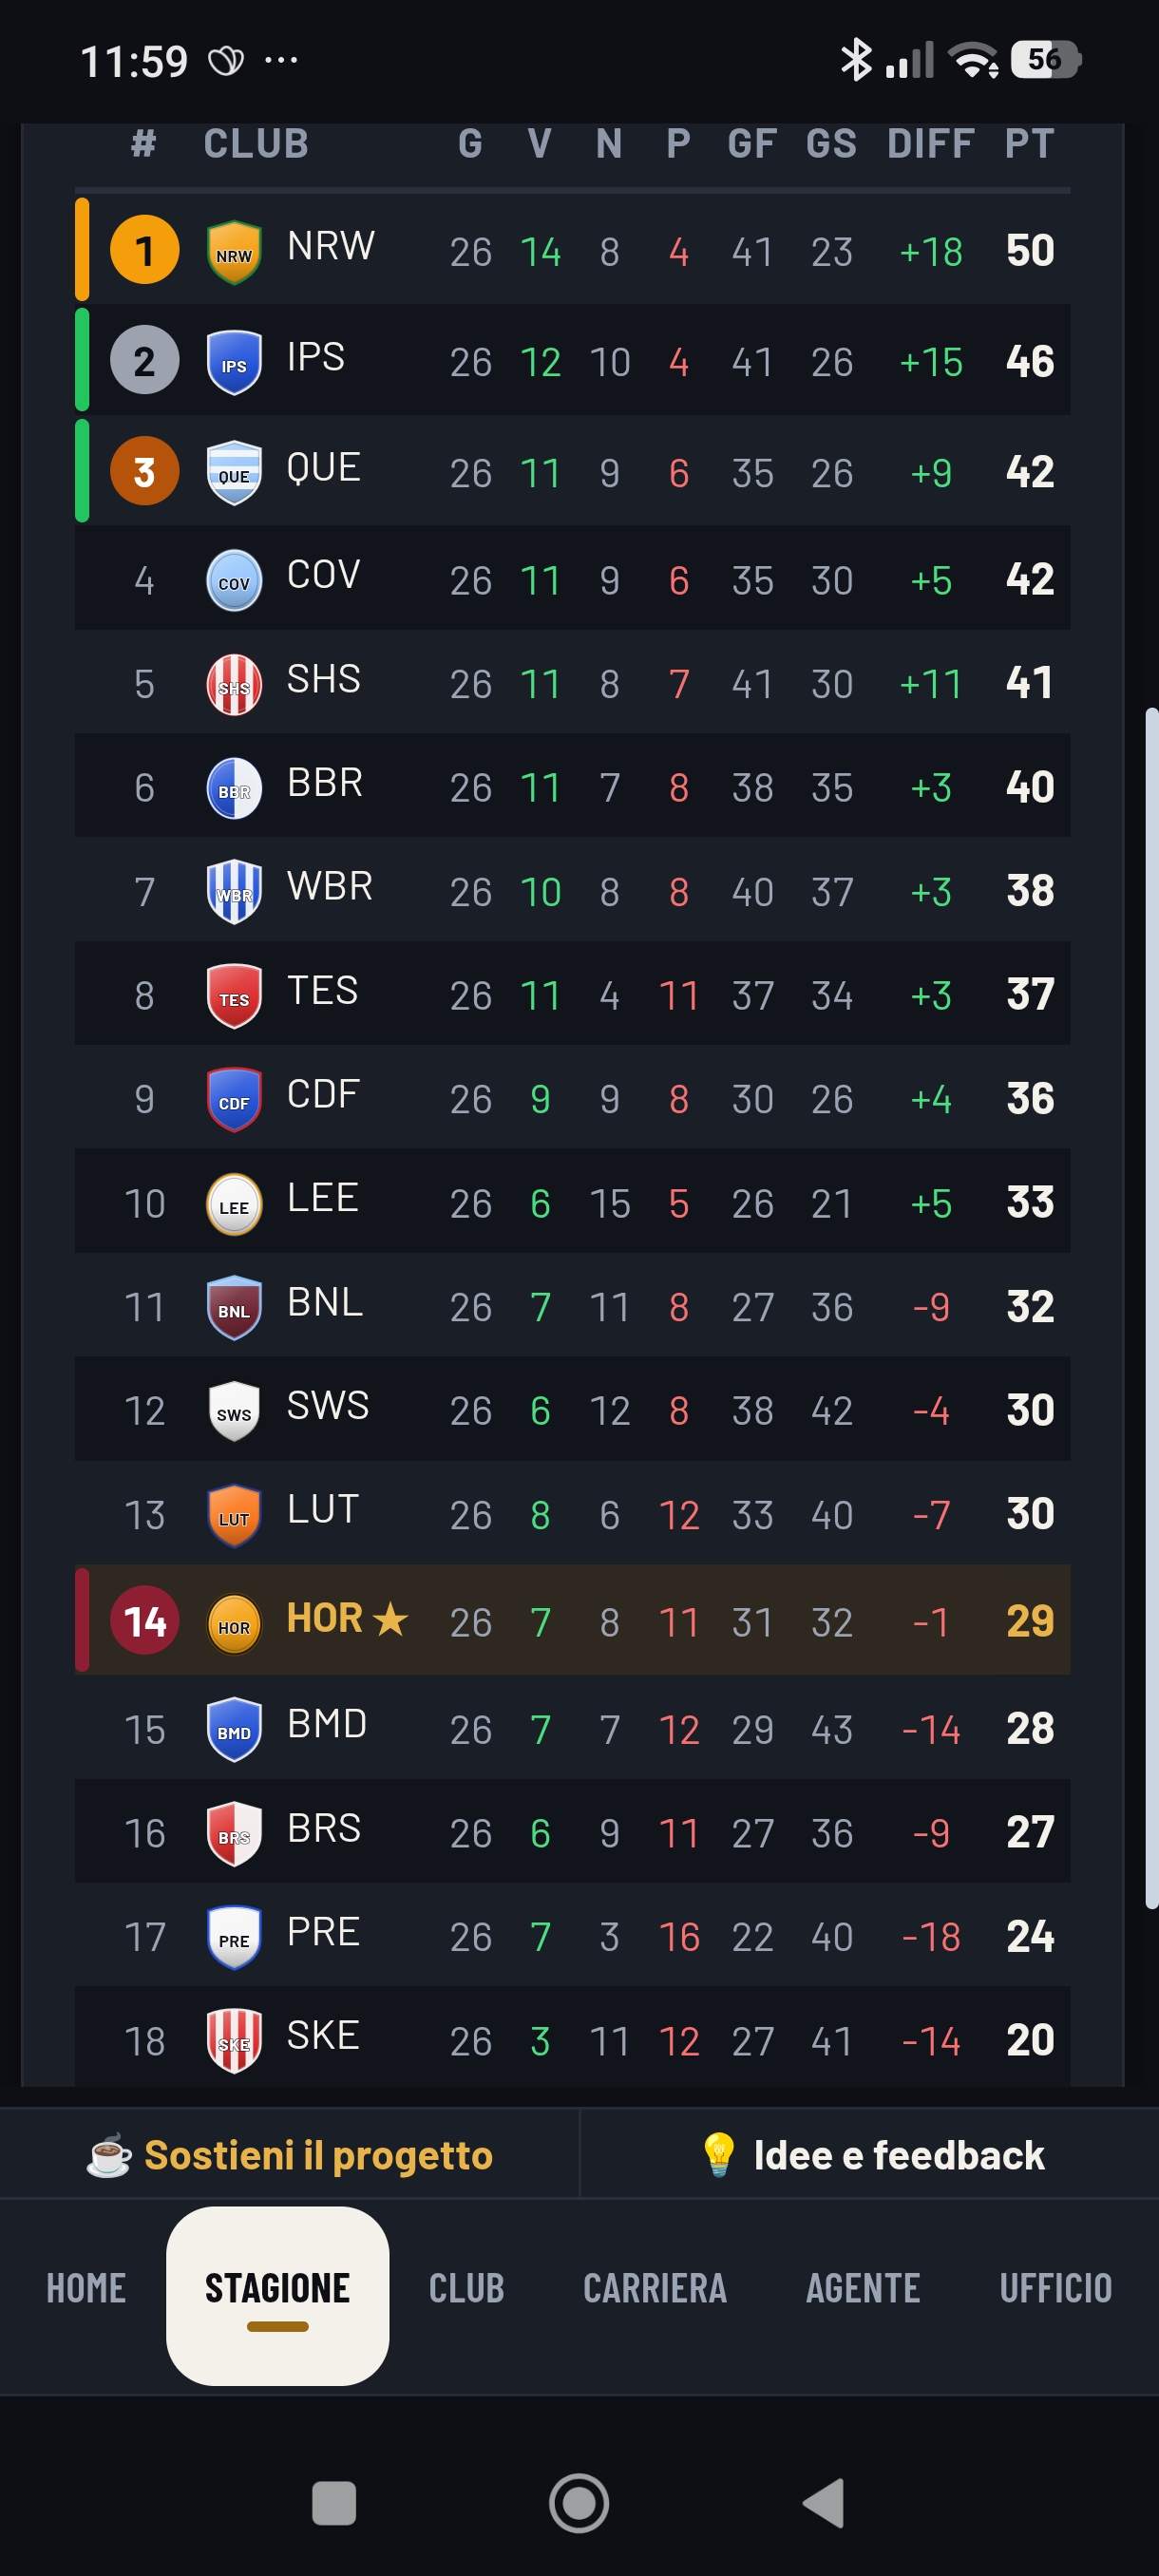 11:59 ... 56
# CLUB G V N P GF GS DIFF PT
1 NRW NRW 26 14 8 4 41 23 +18 50
2 IPS IPS 26 12 10 4 41 26 +15 46
3 QUE QUE 26 11 9 6 35 26 +9 42
4 COV COV 26 11 9 6 35 30 +5 42
5 SHS SHS 26 11 8 7 41 30 +11 41
6 BBR BBR 26 11 7 8 38 35 +3 40
7 WBR WBR 26 10 8 8 40 37 +3 38
8 TES TES 26 11 4 11 37 34 +3 37
9 CDF CDF 26 9 9 8 30 26 +4 36
10 LEE LEE 26 6 15 5 26 21 +5 33
11 BNL BNL 26 7 11 8 27 36 -9 32
12 SWS SWS 26 6 12 8 38 42 -4 30
13 LUT LUT 26 8 6 12 33 40 -7 30
14 HOR HOR ★ 26 7 8 11 31 32 -1 29
15 BMD BMD 26 7 7 12 29 43 -14 28
16 BRS BRS 26 6 9 11 27 36 -9 27
17 PRE PRE 26 7 3 16 22 40 -18 24
18 SKE SKE 26 3 11 12 27 41 -14 20
☕ Sostieni il progetto 💡 Idee e feedback
HOME STAGIONE CLUB CARRIERA AGENTE UFFICIO